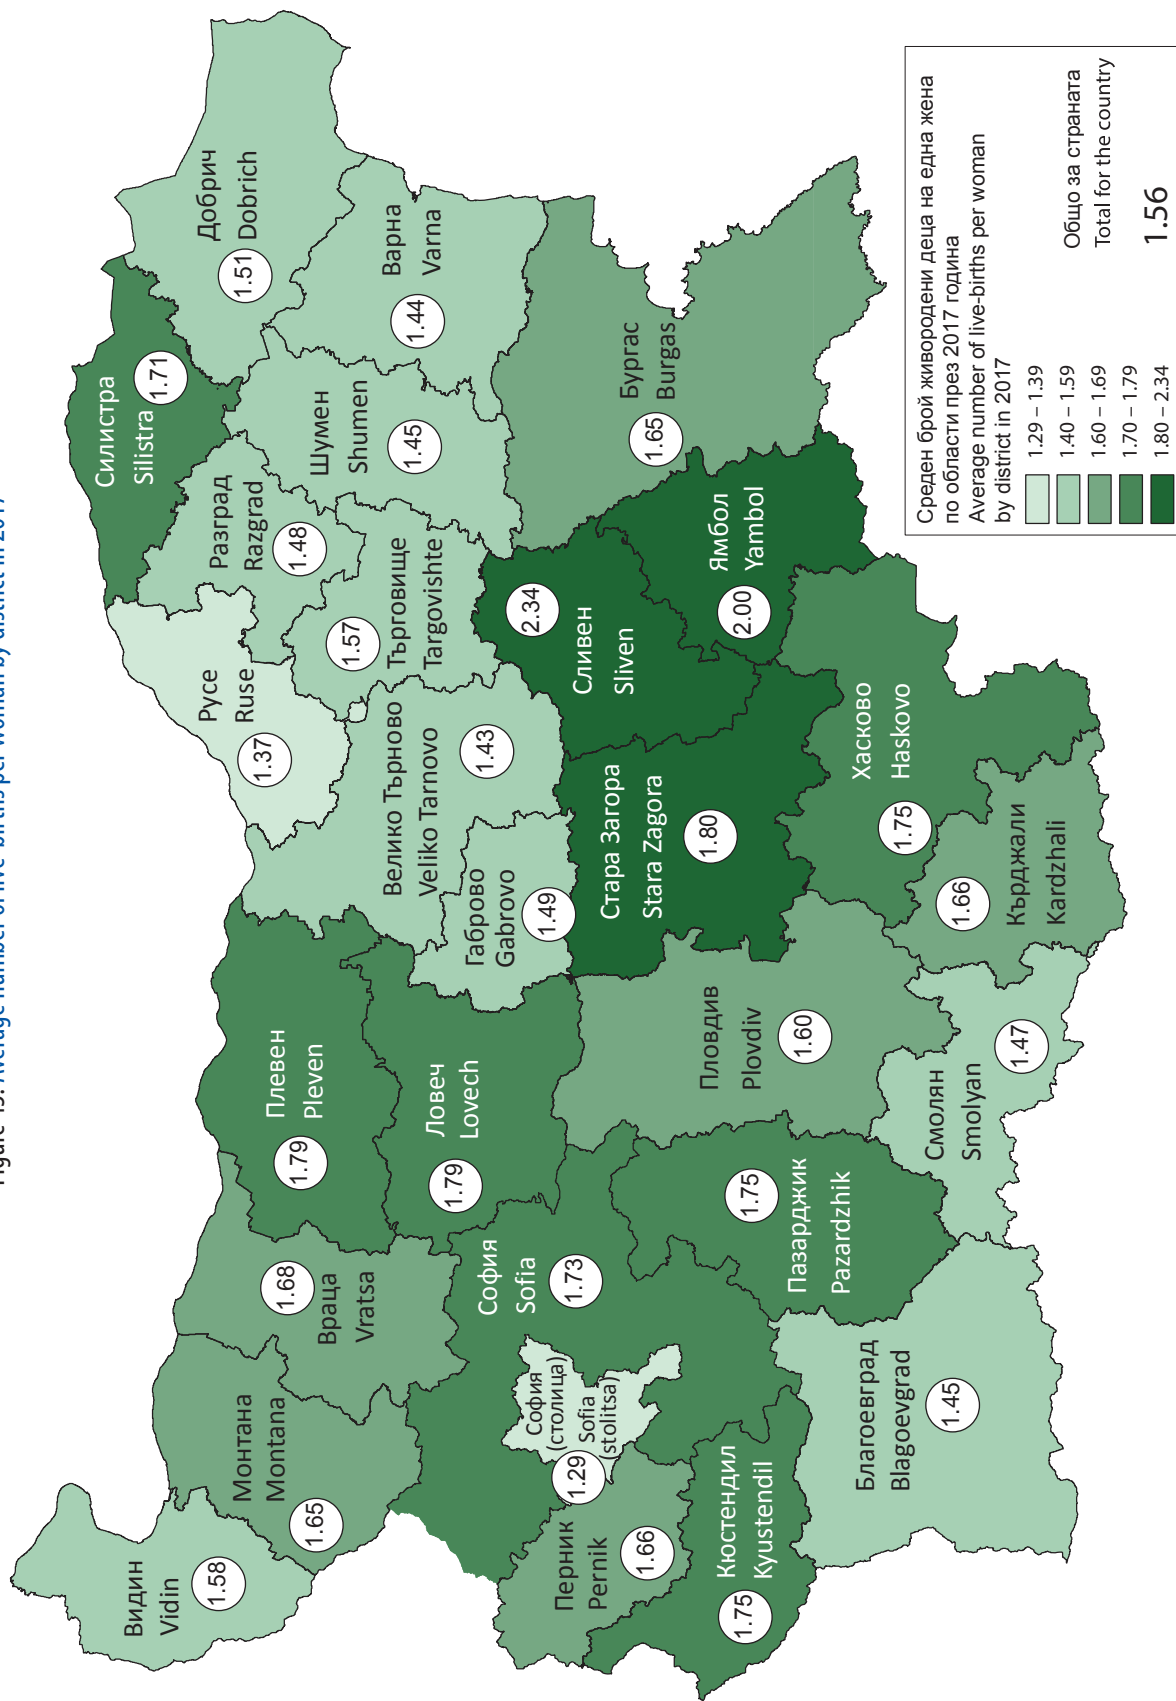 Видин
Vidin
1.58
Монтана
Montana
1.65
Враца
Vratsa
1.68
Плевен
Pleven
1.79
Ловеч
Lovech
1.79
София
Sofia
1.73
София
(столица)
Sofia
(stolitsa)
1.29
Перник
Pernik
1.66
Кюстендил
Kyustendil
1.75
Благоевград
Blagoevgrad
1.45
Пазарджик
Pazardzhik
1.75
Пловдив
Plovdiv
1.60
Смолян
Smolyan
1.47
Кърджали
Kardzhali
1.66
Хасково
Haskovo
1.75
Стара Загора
Stara Zagora
1.80
Сливен
Sliven
2.34
Ямбол
Yambol
2.00
Бургас
Burgas
1.65
Габрово
Gabrovo
1.49
Велико Търново
Veliko Tarnovo
1.43
Русе
Ruse
1.37
Търговище
Targovishte
1.57
Разград
Razgrad
1.48
Силистра
Silistra
1.71
Шумен
Shumen
1.45
Добрич
Dobrich
1.51
Варна
Varna
1.44
Среден брой живородени деца на една жена
по области през 2017 година
Average number of live-births per woman
by district in 2017
1.29 – 1.39
1.40 – 1.59
1.60 – 1.69
1.70 – 1.79
1.80 – 2.34
Общо за страната
Total for the country
1.56